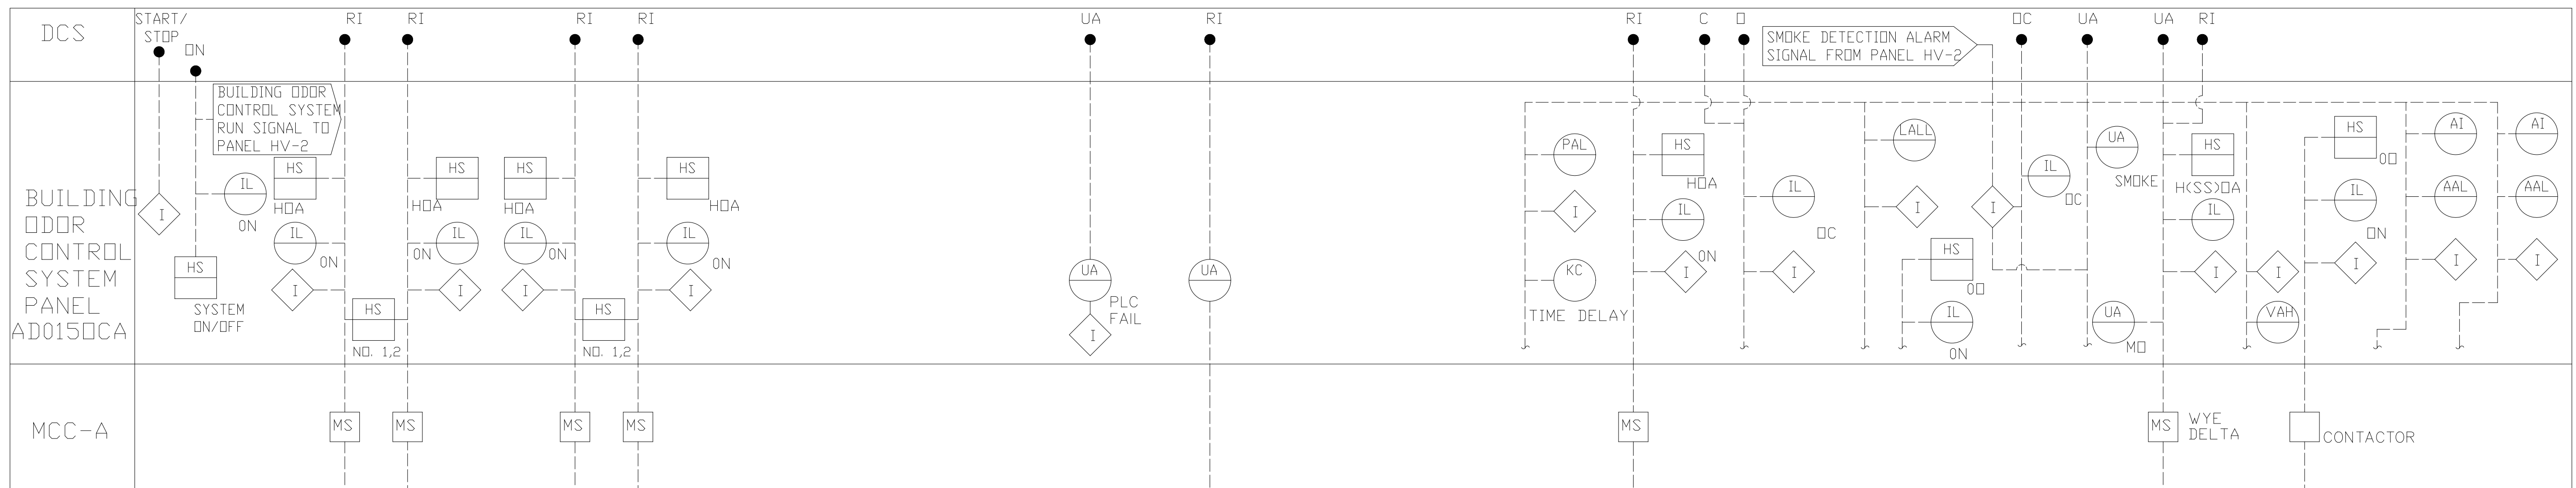 DCS
START/
STOP
ON
RI
RI
RI
RI
UA
RI
RI
C
O
SMOKE DETECTION ALARM
SIGNAL FROM PANEL HV-2
OC
UA
UA
RI
BUILDING
ODOR
CONTROL
SYSTEM
PANEL
AD0150CA
BUILDING ODOR
CONTROL SYSTEM
RUN SIGNAL TO
PANEL HV-2
I
IL
ON
HS
SYSTEM
ON/OFF
HS
HOA
IL
ON
I
HS
HOA
IL
ON
I
HS
NO. 1,2
HS
HOA
IL
ON
I
HS
HOA
IL
ON
I
HS
NO. 1,2
UA
PLC
FAIL
I
UA
PAL
I
KC
TIME DELAY
HS
HOA
IL
ON
I
IL
OC
I
LALL
I
HS
OO
IL
ON
I
IL
OC
UA
SMOKE
UA
MO
HS
H(SS)OA
IL
I
I
VAH
HS
OO
IL
ON
I
AI
AAL
I
AI
AAL
I
MCC-A
MS
MS
MS
MS
MS
MS
WYE
DELTA
CONTACTOR